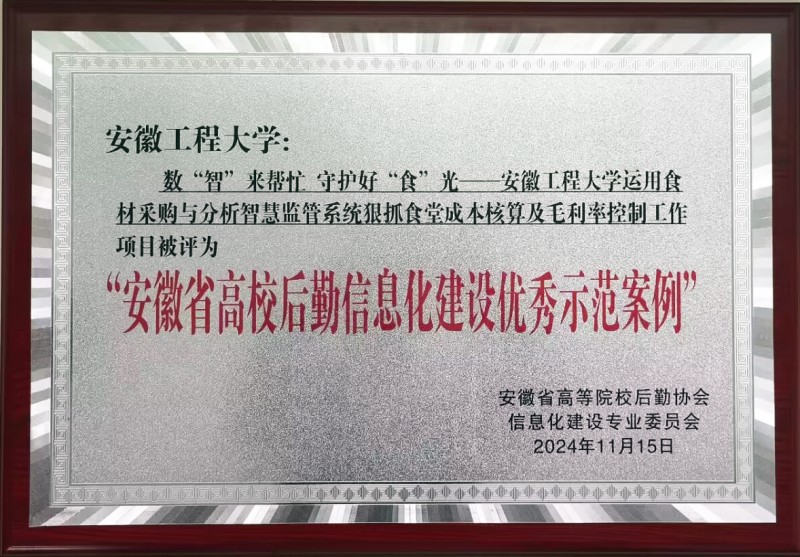 安徽工程大学：
数“智”来帮忙 守护好“食”光——安徽工程大学运用食
材采购与分析智慧监管系统狠抓食堂成本核算及毛利率控制工作
项目被评为
“安徽省高校后勤信息化建设优秀示范案例”
安徽省高等院校后勤协会
信息化建设专业委员会
2024年11月15日